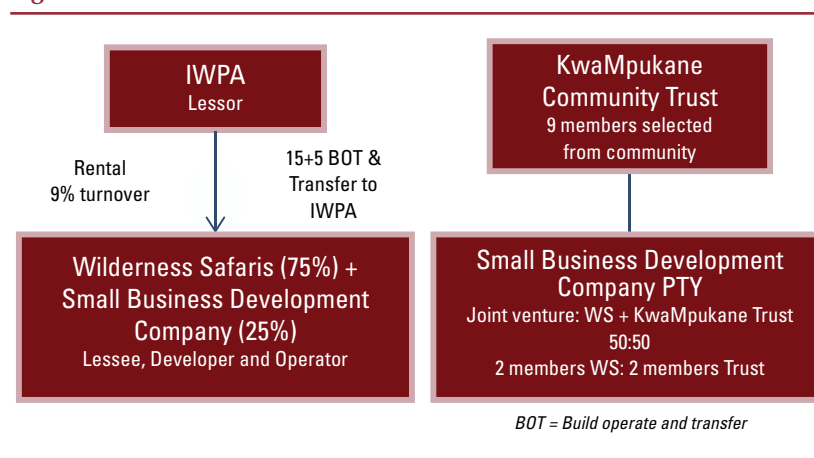 IWPA
Lessor
Rental
9% turnover
15+5 BOT &
Transfer to
IWPA
Wilderness Safaris (75%) +
Small Business Development
Company (25%)
Lessee, Developer and Operator
KwaMpukane
Community Trust
9 members selected
from community
Small Business Development
Company PTY
Joint venture: WS + KwaMpukane Trust
50:50
2 members WS: 2 members Trust
BOT = Build operate and transfer